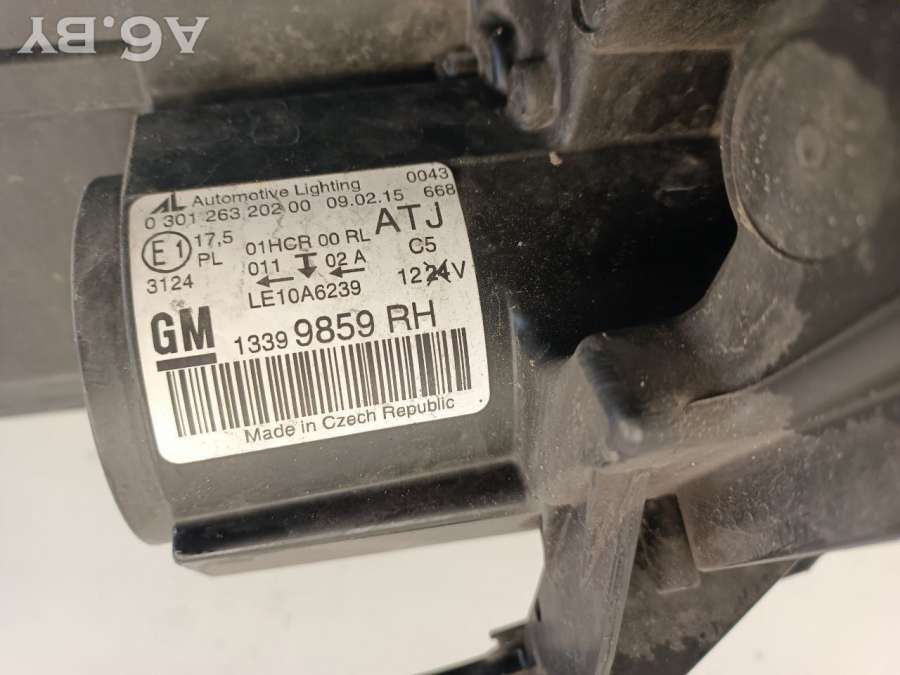 A6.BY
AL Automotive Lighting 0043
0 301 263 202 00 09.02.15 668
E1 17,5 01HCR 00 RL ATJ
PL 011 02 A C5
3124 LE10A6239 12 24 V
GM 1339 9859 RH
Made in Czech Republic